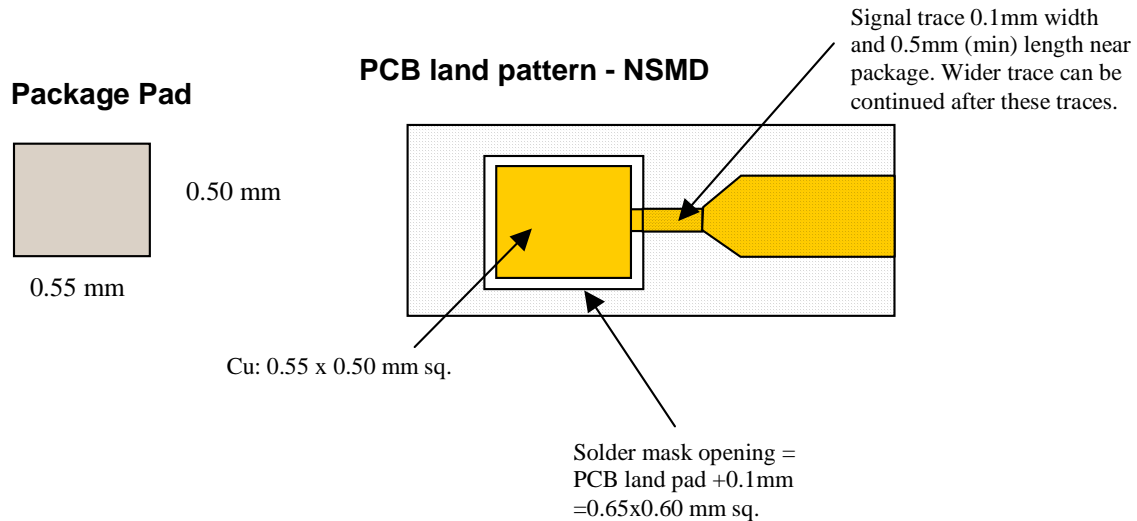 Signal trace 0.1mm width
and 0.5mm (min) length near
package. Wider trace can be
continued after these traces.
PCB land pattern - NSMD
Package Pad
0.50 mm
0.55 mm
Cu: 0.55 x 0.50 mm sq.
Solder mask opening =
PCB land pad +0.1mm
=0.65x0.60 mm sq.